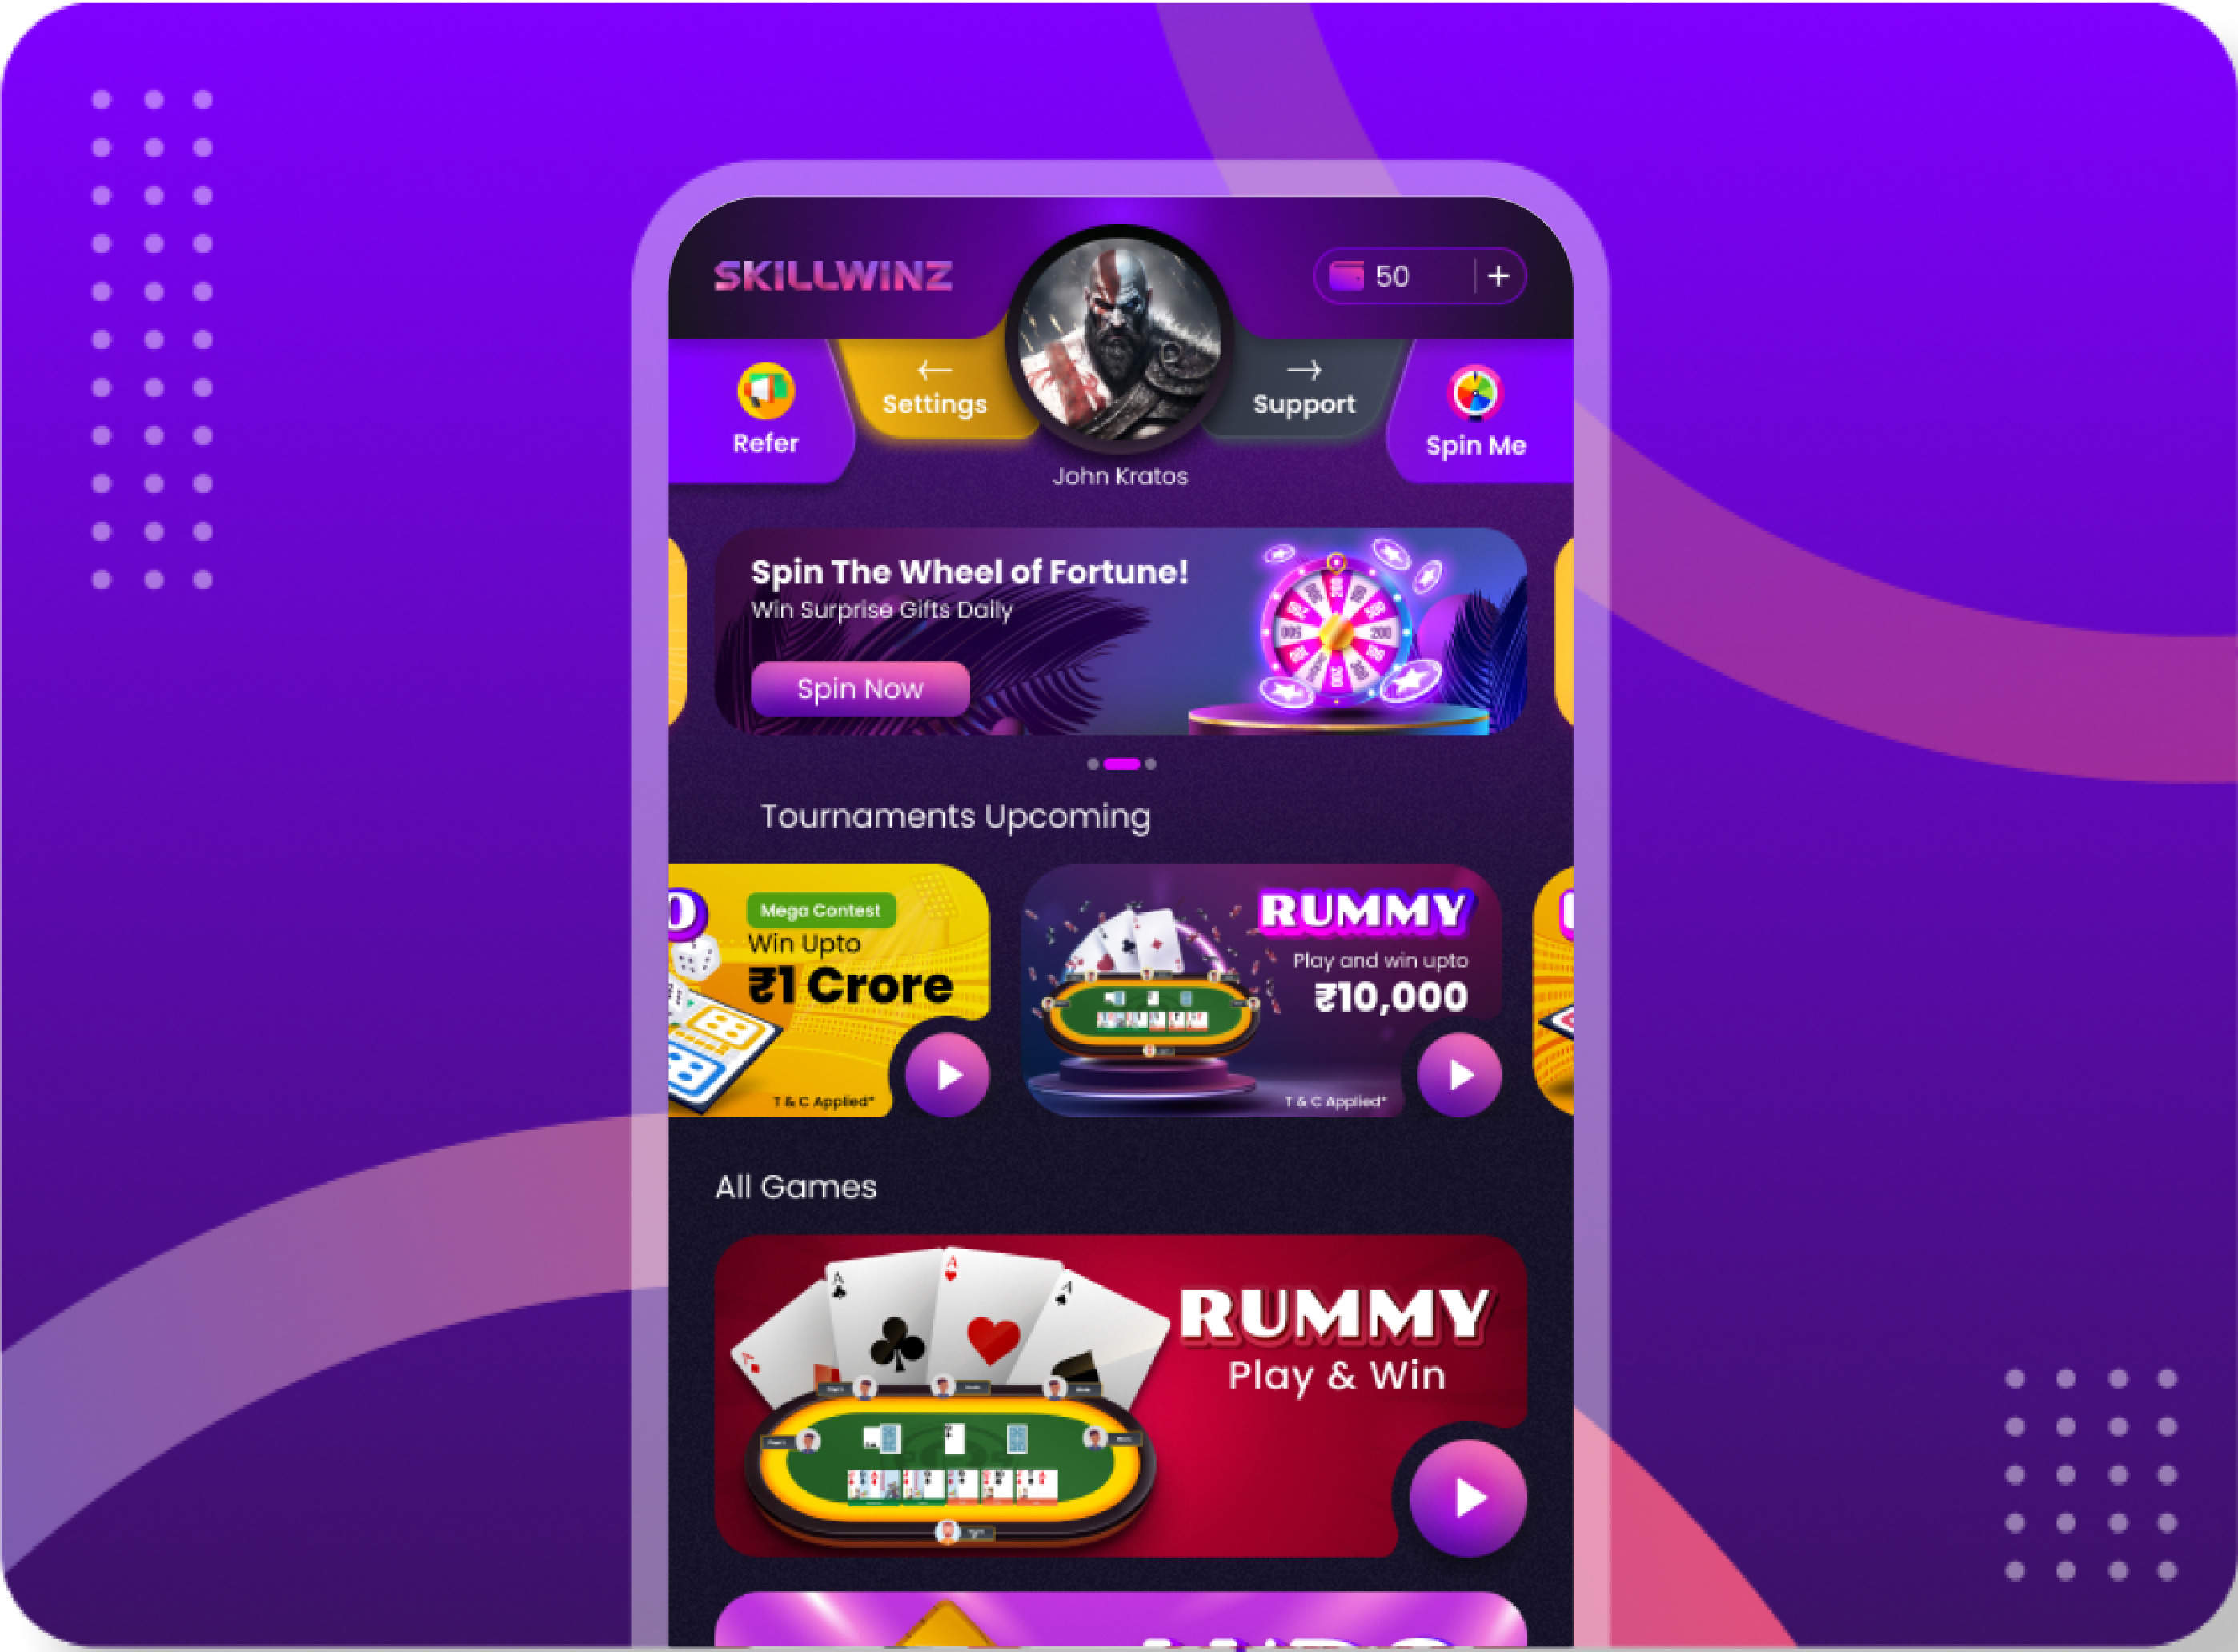 SKILLWINZ
50
+
Refer
Settings
Support
Spin Me
John Kratos
Spin The Wheel of Fortune!
Win Surprise Gifts Daily
Spin Now
Tournaments Upcoming
Mega Contest
Win Upto
₹1 Crore
T & C Applied*
RUMMY
Play and win upto
₹10,000
T & C Applied*
All Games
RUMMY
Play & Win